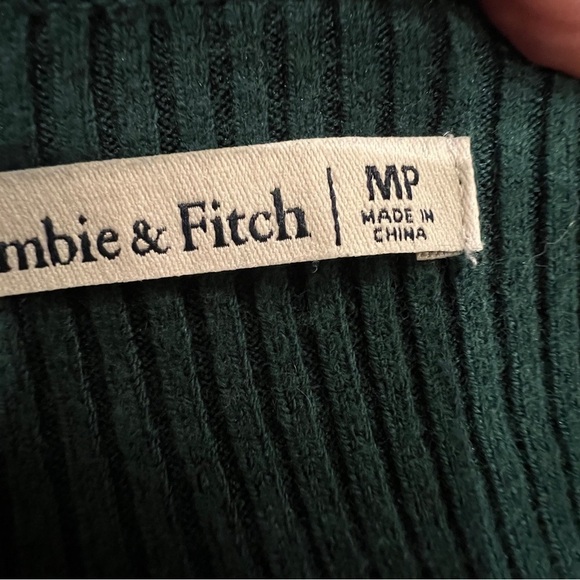 mbie & Fitch
MP
MADE IN
CHINA